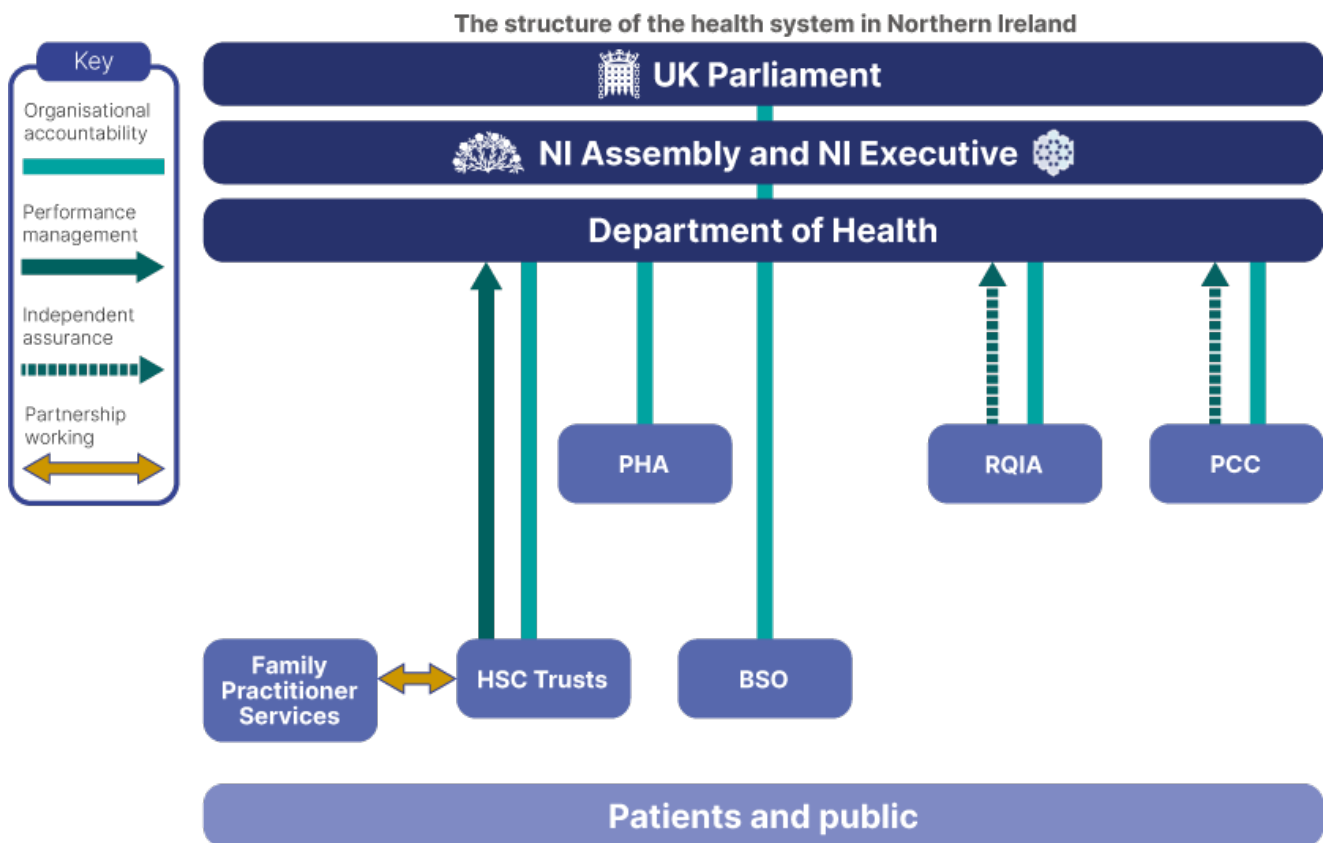 The structure of the health system in Northern Ireland
Key
Organisational
accountability
Performance
management
Independent
assurance
Partnership
working
UK Parliament
NI Assembly and NI Executive
Department of Health
PHA
RQIA
PCC
Family
Practitioner
Services
HSC Trusts
BSO
Patients and public